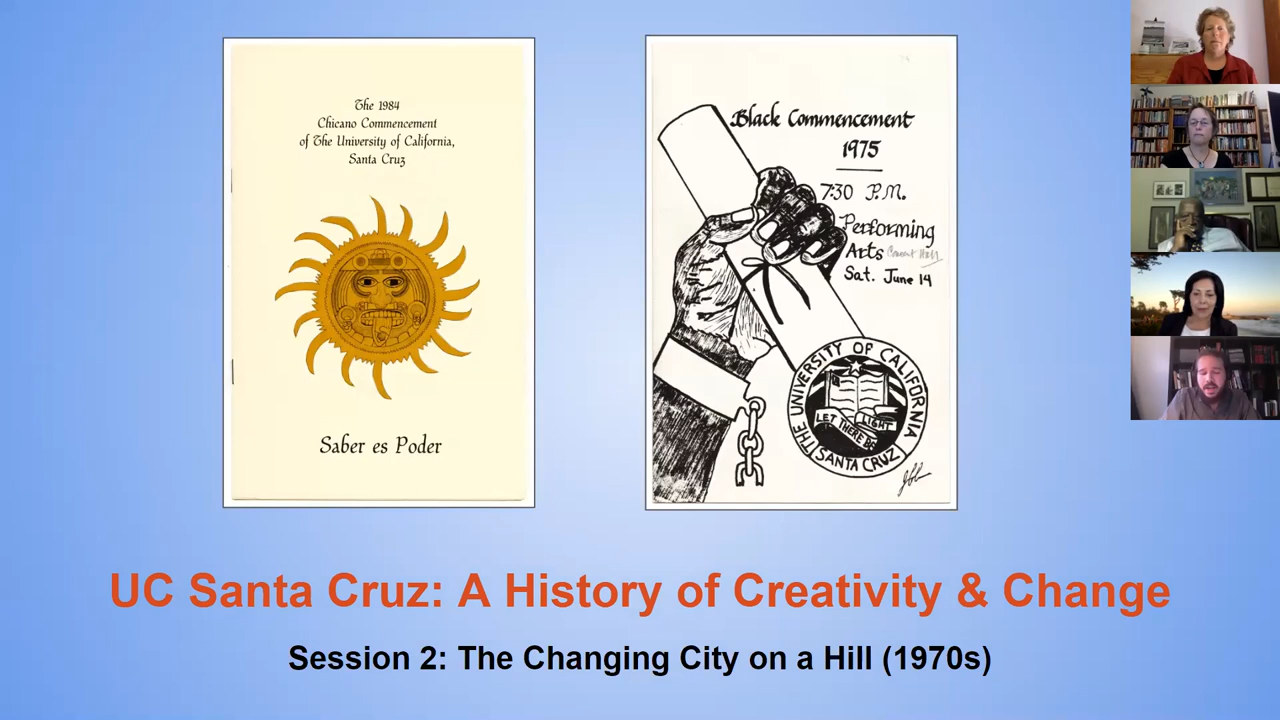 The 1984
Chicano Commencement
of The University of California,
Santa Cruz
Saber es Poder
Black Commencement
1975
7:30 P.M.
Performing
Arts Concert Hall
Sat. June 14
THE UNIVERSITY OF CALIFORNIA
LET THERE BE LIGHT
SANTA CRUZ
UC Santa Cruz: A History of Creativity & Change
Session 2: The Changing City on a Hill (1970s)